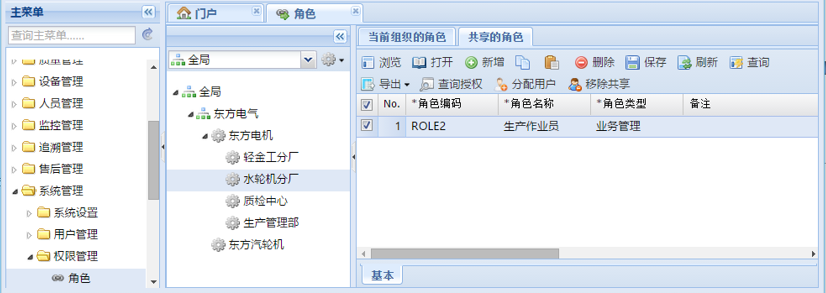 主菜单
门户
角色
查询主菜单......
质量管理
设备管理
人员管理
监控管理
追溯管理
售后管理
系统管理
系统设置
用户管理
权限管理
角色
全局
全局
东方电气
东方电机
轻金工分厂
水轮机分厂
质检中心
生产管理部
东方汽轮机
当前组织的角色
共享的角色
浏览 打开 新增 删除 保存 刷新 查询
导出 查询授权 分配用户 移除共享
No. *角色编码 *角色名称 *角色类型 备注
1 ROLE2 生产作业员 业务管理
基本